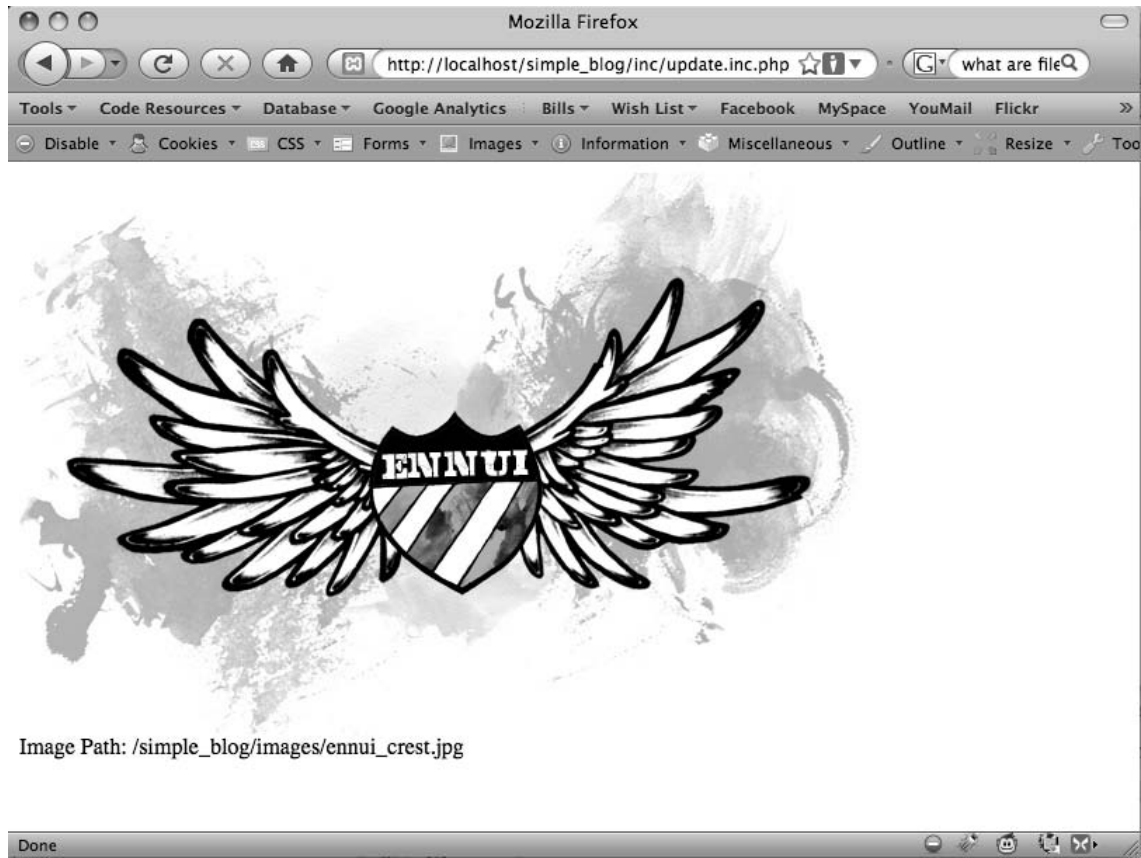 Mozilla Firefox
http://localhost/simple_blog/inc/update.inc.php G what are file
Tools Code Resources Database Google Analytics Bills Wish List Facebook MySpace YouMail Flickr »
Disable Cookies CSS Forms Images Information Miscellaneous Outline Resize Too
ENNUI
Image Path: /simple_blog/images/ennui_crest.jpg
Done